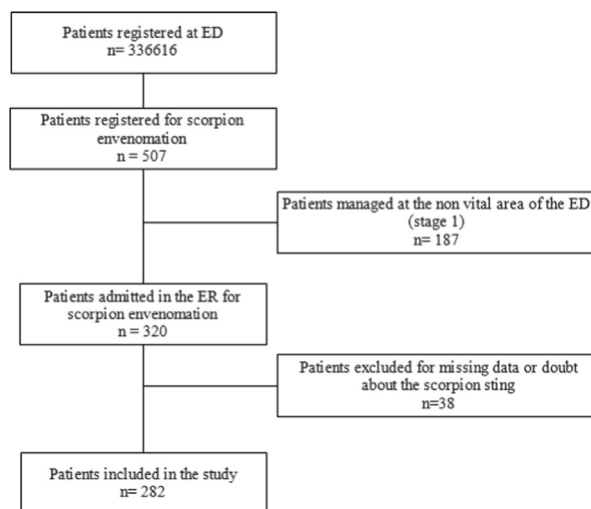 Patients registered at ED
n= 336616
Patients registered for scorpion
envenomation
n = 507
Patients managed at the non vital area of the ED
(stage 1)
n= 187
Patients admitted in the ER for
scorpion envenomation
n = 320
Patients excluded for missing data or doubt
about the scorpion sting
n=38
Patients included in the study
n= 282